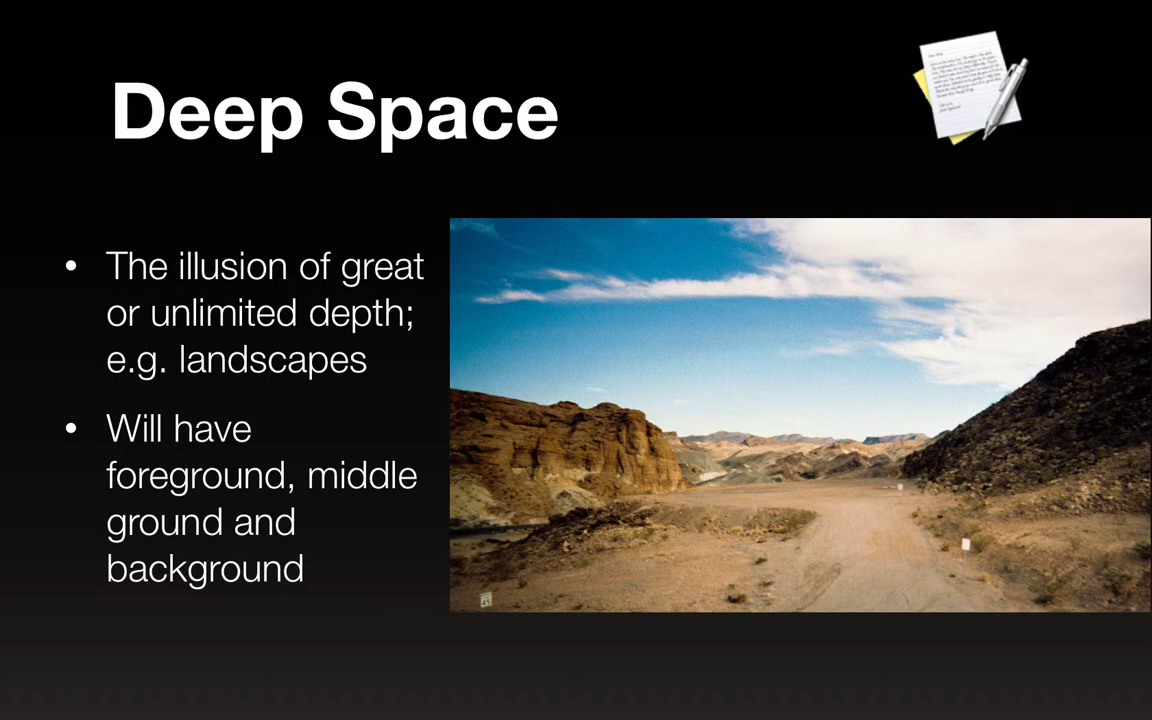 Deep Space
• The illusion of great
or unlimited depth;
e.g. landscapes
• Will have
foreground, middle
ground and
background